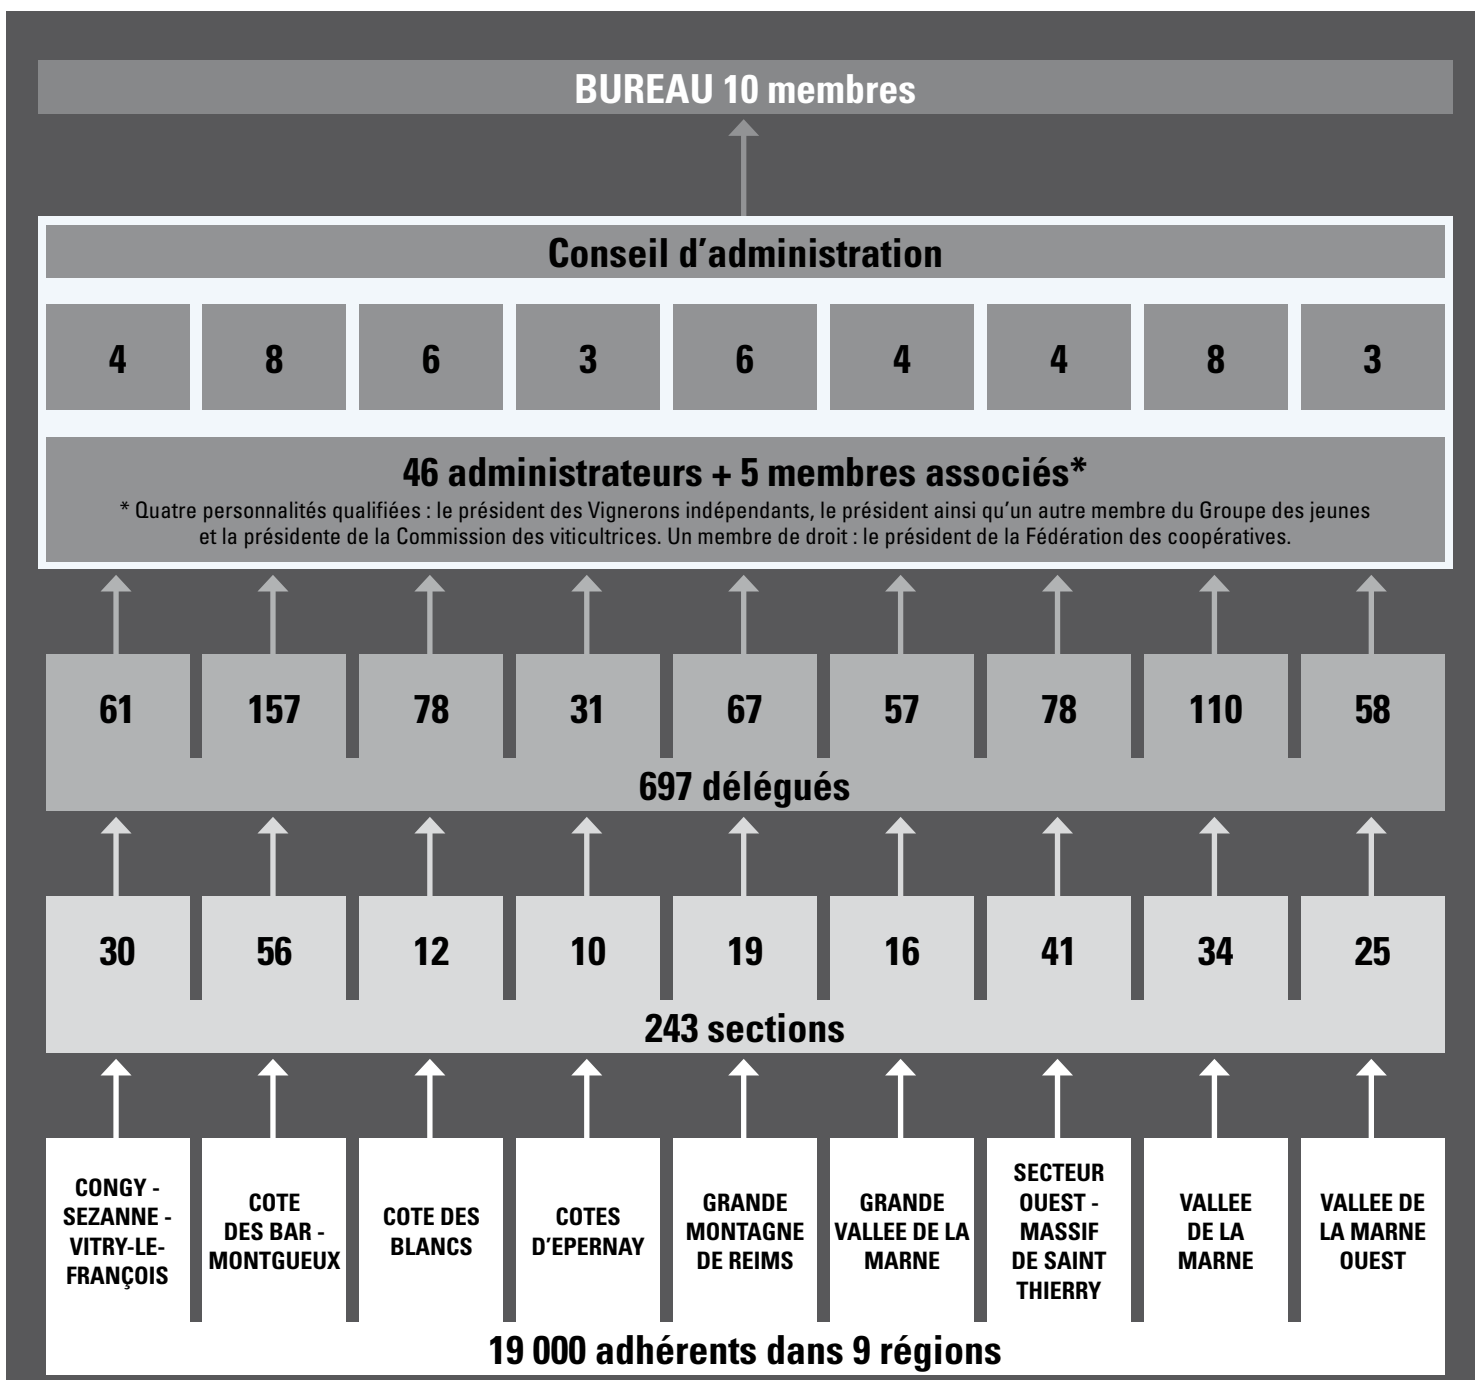 BUREAU 10 membres
Conseil d'administration
4 8 6 3 6 4 4 8 3
46 administrateurs + 5 membres associés*
* Quatre personnalités qualifiées : le président des Vignerons indépendants, le président ainsi qu'un autre membre du Groupe des jeunes
et la présidente de la Commission des viticultrices. Un membre de droit : le président de la Fédération des coopératives.
61 157 78 31 67 57 78 110 58
697 délégués
30 56 12 10 19 16 41 34 25
243 sections
CONGY -
SEZANNE -
VITRY-LE-
FRANÇOIS
COTE
DES BAR -
MONTGUEUX
COTE DES
BLANCS
COTES
D'EPERNAY
GRANDE
MONTAGNE
DE REIMS
GRANDE
VALLEE DE LA
MARNE
SECTEUR
OUEST -
MASSIF
DE SAINT
THIERRY
VALLEE
DE LA
MARNE
VALLEE DE
LA MARNE
OUEST
19 000 adhérents dans 9 régions